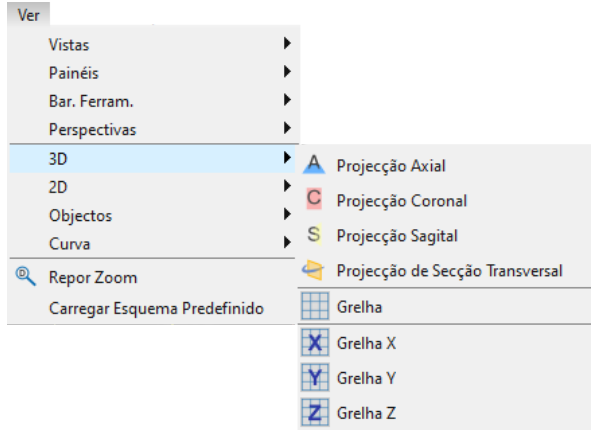 Ver
Vistas
Painéis
Bar. Ferram.
Perspectivas
3D
2D
Objectos
Curva
D
Repor Zoom
Carregar Esquema Predefinido
A Projecção Axial
C Projecção Coronal
S Projecção Sagital
Projecção de Secção Transversal
Grelha
X Grelha X
Y Grelha Y
Z Grelha Z